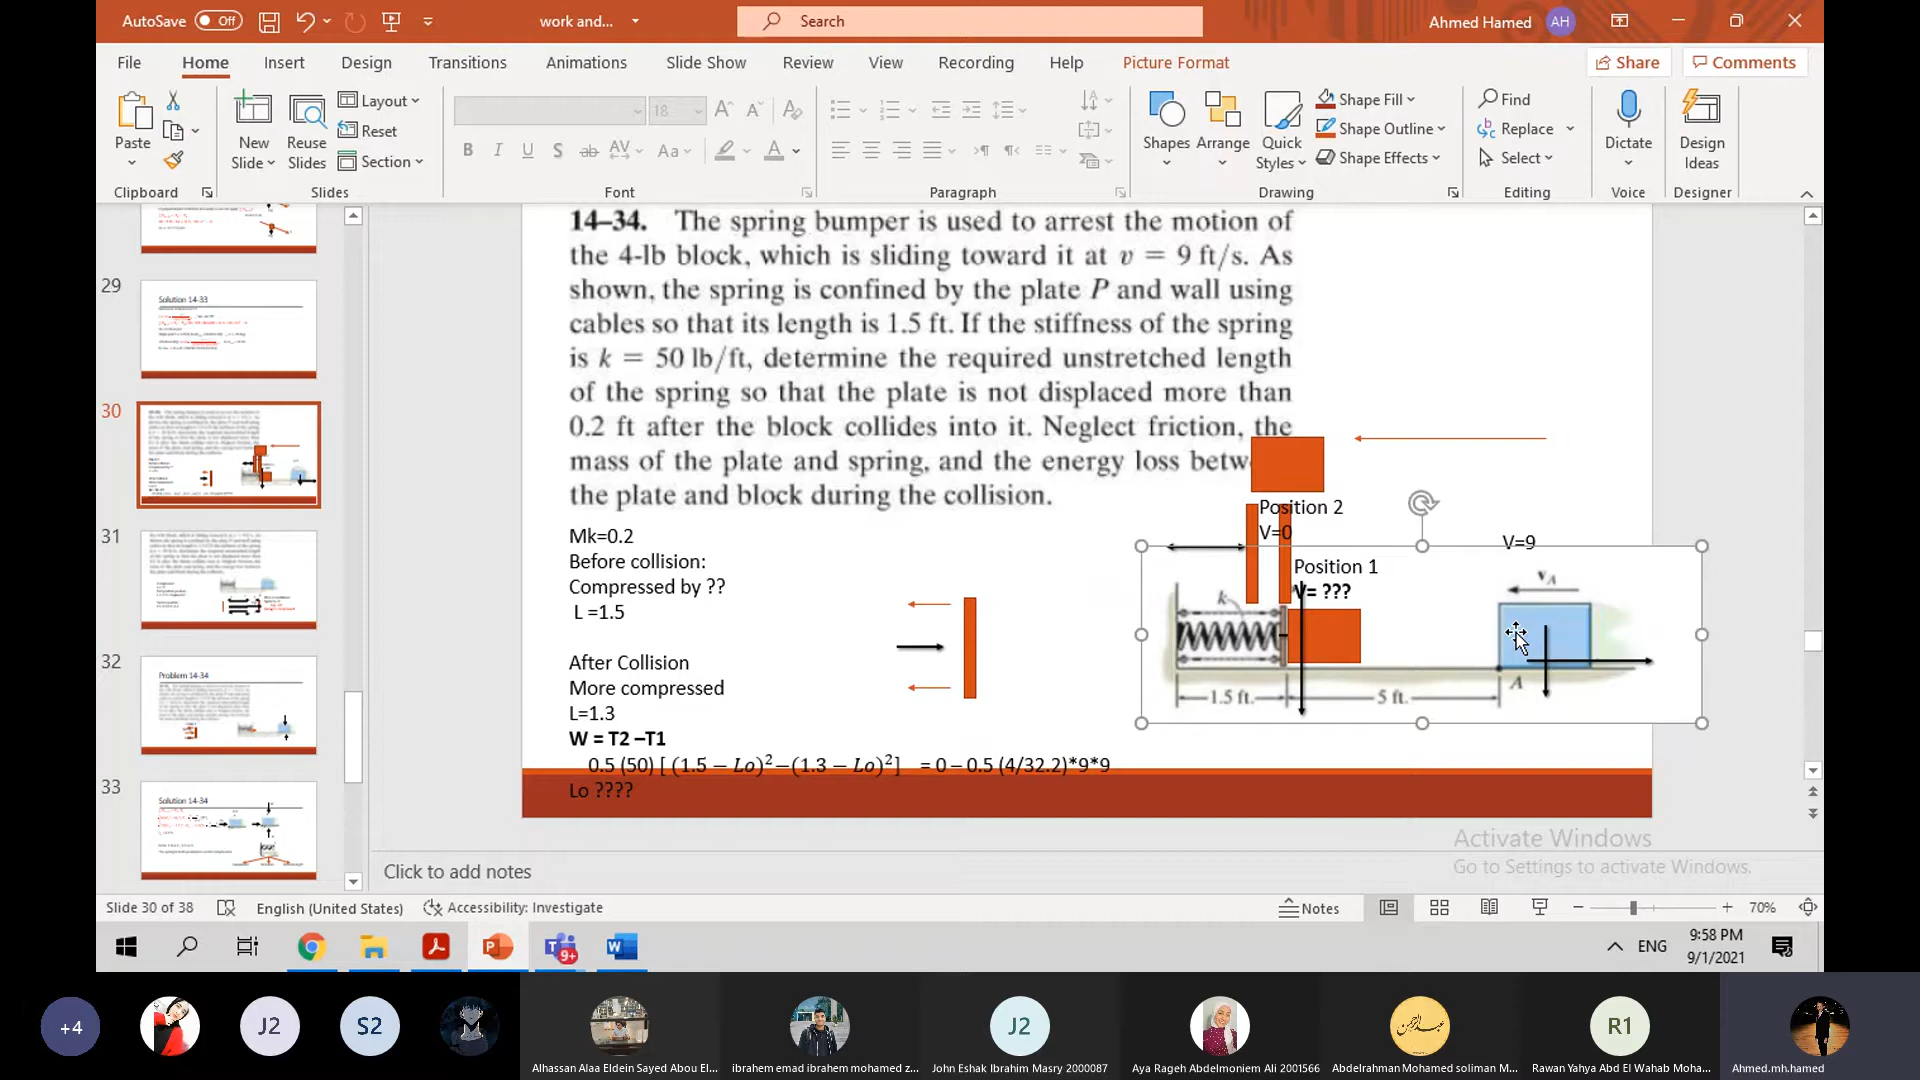 AutoSave Off work and... Search Ahmed Hamed AH
File Home Insert Design Transitions Animations Slide Show Review View Recording Help Picture Format Share Comments
Paste New Slide Reuse Slides Layout Reset Section 18 Shapes Arrange Quick Styles Shape Fill Shape Outline Shape Effects Find Replace Select Dictate Design Ideas
B I U S ab AV Aa A
Clipboard Slides Font Paragraph Drawing Editing Voice Designer
29
Solution 14-33
30
31
32
Problem 14-34
33
Solution 14-34
14–34. The spring bumper is used to arrest the motion of
the 4-lb block, which is sliding toward it at v = 9 ft/s. As
shown, the spring is confined by the plate P and wall using
cables so that its length is 1.5 ft. If the stiffness of the spring
is k = 50 lb/ft, determine the required unstretched length
of the spring so that the plate is not displaced more than
0.2 ft after the block collides into it. Neglect friction, the
mass of the plate and spring, and the energy loss betw
the plate and block during the collision.
Mk=0.2
Before collision:
Compressed by ??
L =1.5
After Collision
More compressed
L=1.3
W = T2 –T1
0.5 (50) [ (1.5 − Lo)²−(1.3 − Lo)²] = 0 – 0.5 (4/32.2)*9*9
Lo ????
Position 2
V=0
Position 1
V= ???
V=9
vA
k
A
1.5 ft.
5 ft.
Activate Windows
Go to Settings to activate Windows.
Click to add notes
Slide 30 of 38 English (United States) Accessibility: Investigate Notes 70%
9+ ENG 9:58 PM
9/1/2021
+4 J2 S2 J2 R1
Alhassan Alaa Eldein Sayed Abou El... ibrahem emad ibrahem mohamed z... John Eshak Ibrahim Masry 2000087 Aya Rageh Abdelmoniem Ali 2001566 Abdelrahman Mohamed soliman M... Rawan Yahya Abd El Wahab Moha... Ahmed.mh.hamed